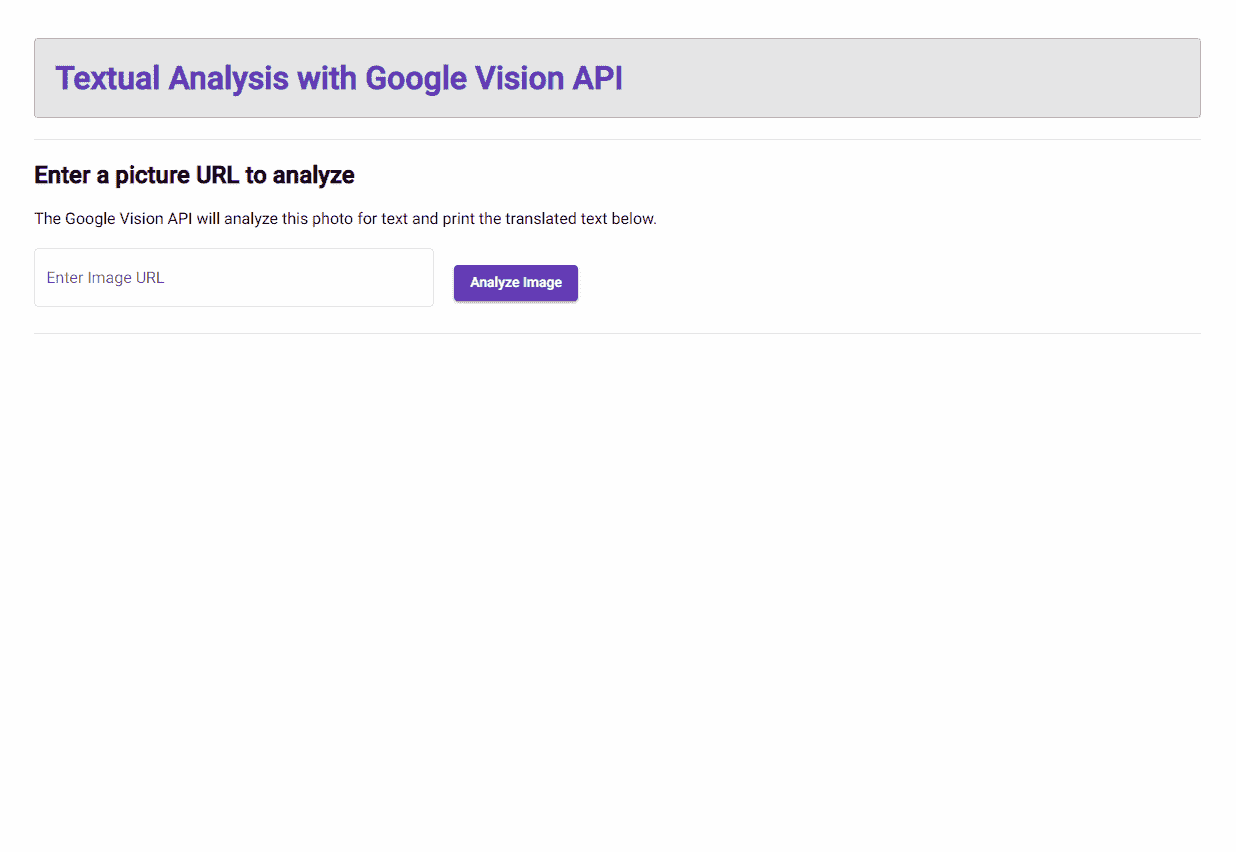 Textual Analysis with Google Vision API
Enter a picture URL to analyze
The Google Vision API will analyze this photo for text and print the translated text below.
Enter Image URL
Analyze Image